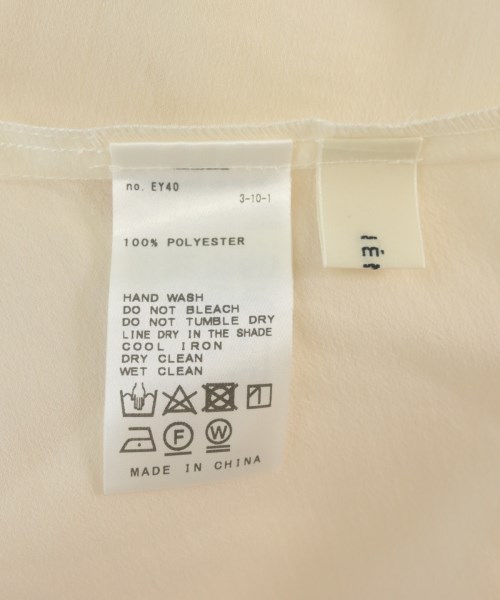 no. EY40
3-10-1
100% POLYESTER
HAND WASH
DO NOT BLEACH
DO NOT TUMBLE DRY
LINE DRY IN THE SHADE
COOL IRON
DRY CLEAN
WET CLEAN
F
W
MADE IN CHINA